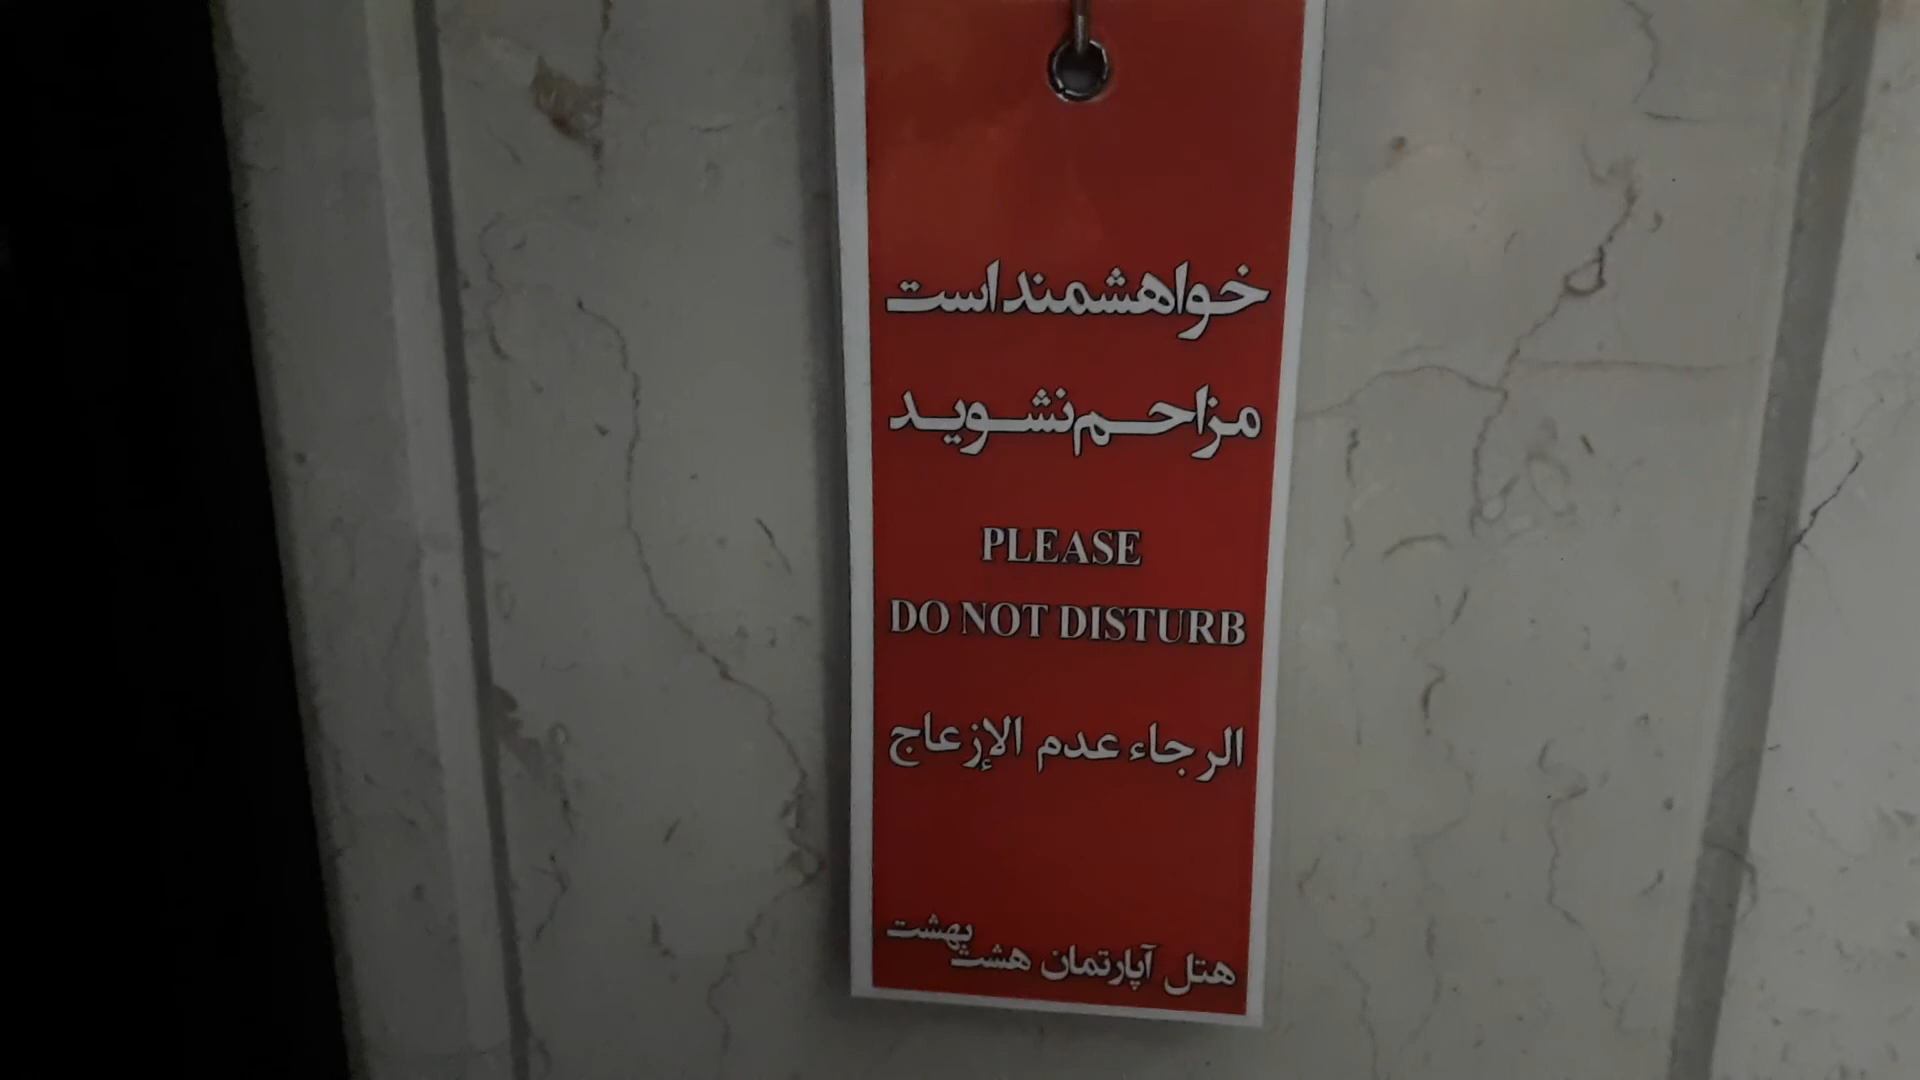 خواهشمند است
مزاحم نشوید
PLEASE
DO NOT DISTURB
الرجاء عدم الإزعاج
هتل آپارتمان هشت بهشت